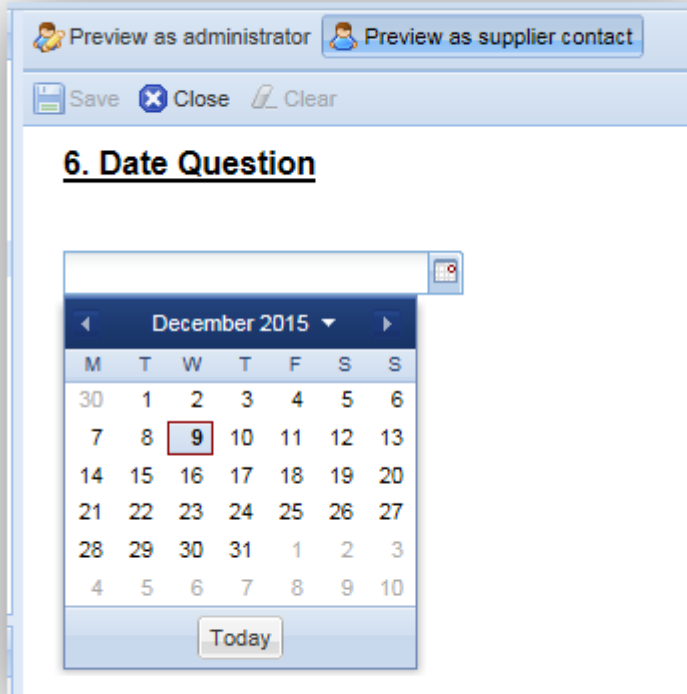 Preview as administrator Preview as supplier contact
Save Close Clear
6. Date Question
December 2015
M T W T F S S
30 1 2 3 4 5 6
7 8 9 10 11 12 13
14 15 16 17 18 19 20
21 22 23 24 25 26 27
28 29 30 31 1 2 3
4 5 6 7 8 9 10
Today